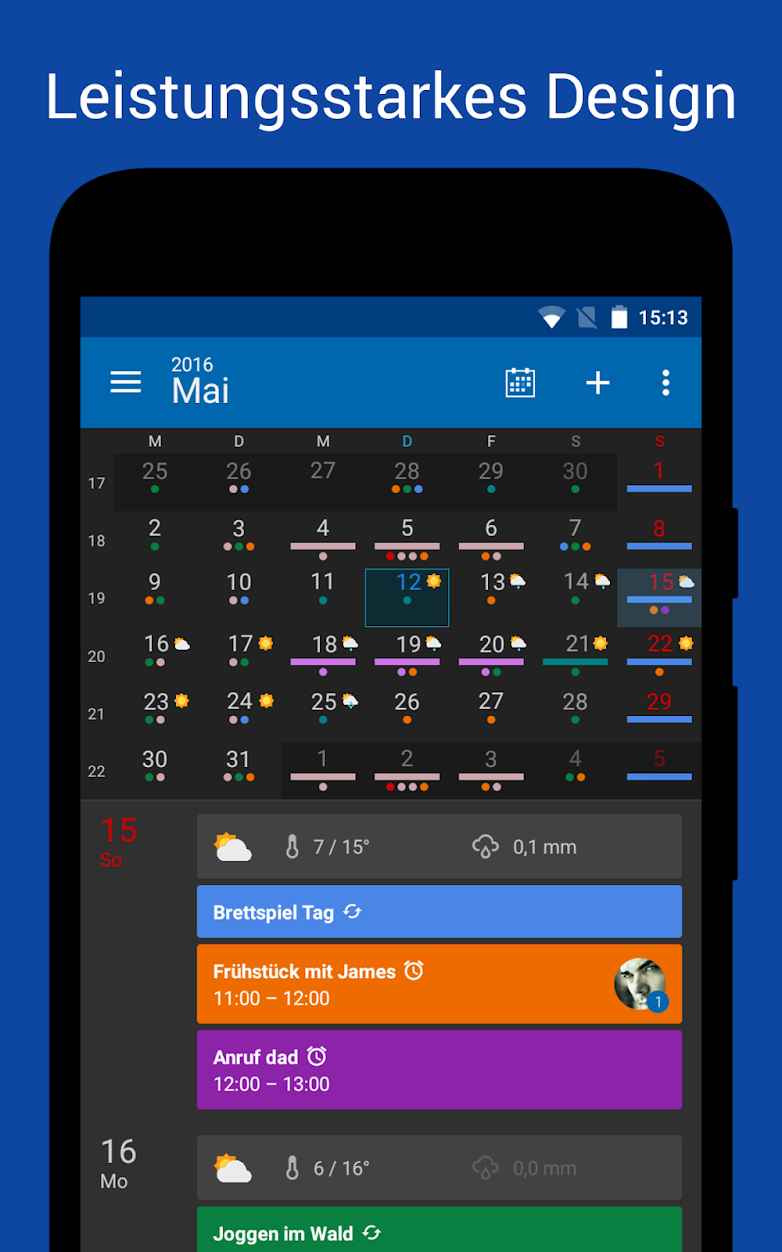 Leistungsstarkes Design
15:13
2016
Mai
M D M D F S S
17 25 26 27 28 29 30 1
18 2 3 4 5 6 7 8
19 9 10 11 12 13 14 15
20 16 17 18 19 20 21 22
21 23 24 25 26 27 28 29
22 30 31 1 2 3 4 5
15
So
7 / 15° 0,1 mm
Brettspiel Tag
Frühstück mit James
11:00 – 12:00
1
Anruf dad
12:00 – 13:00
16
Mo
6 / 16° 0,0 mm
Joggen im Wald